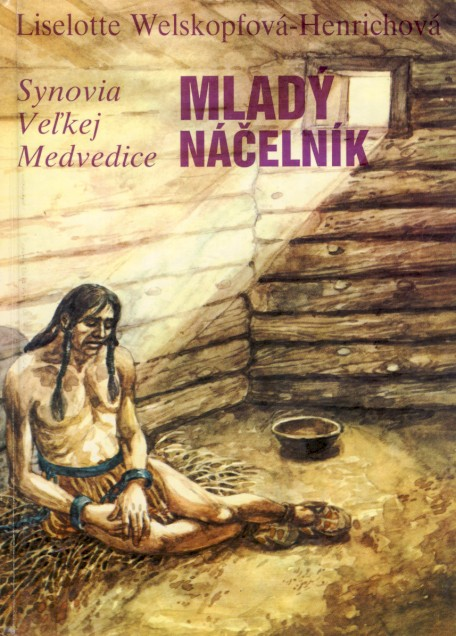 Liselotte Welskopfová-Henrichová
Synovia
Veľkej
Medvedice
MLADÝ
NÁČELNÍK